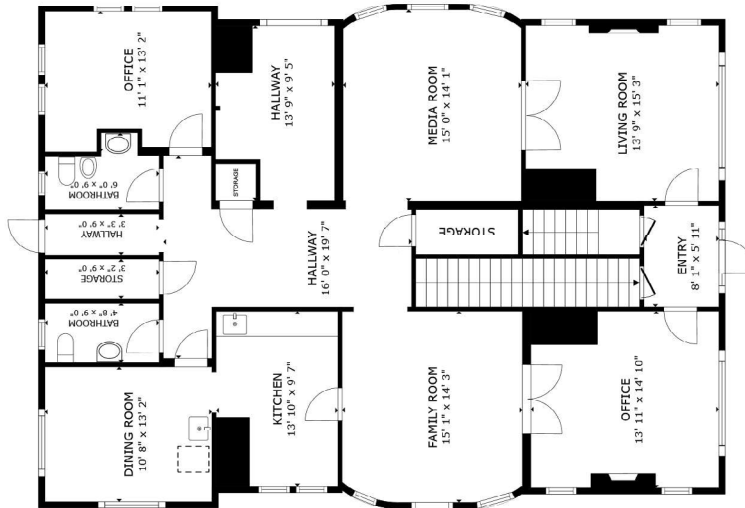 OFFICE
11' 1" x 13' 2"
HALLWAY
13' 9" x 9' 5"
MEDIA ROOM
15' 0" x 14' 1"
LIVING ROOM
13' 9" x 15' 3"
BATHROOM
6' 0" x 9' 0"
STORAGE
HALLWAY
3' 3" x 9' 0"
STORAGE
3' 2" x 9' 0"
HALLWAY
16' 0" x 19' 7"
STORAGE
ENTRY
8' 1" x 5' 11"
BATHROOM
4' 8" x 9' 0"
DINING ROOM
10' 8" x 13' 2"
KITCHEN
13' 10" x 9' 7"
FAMILY ROOM
15' 1" x 14' 3"
OFFICE
13' 11" x 14' 10"